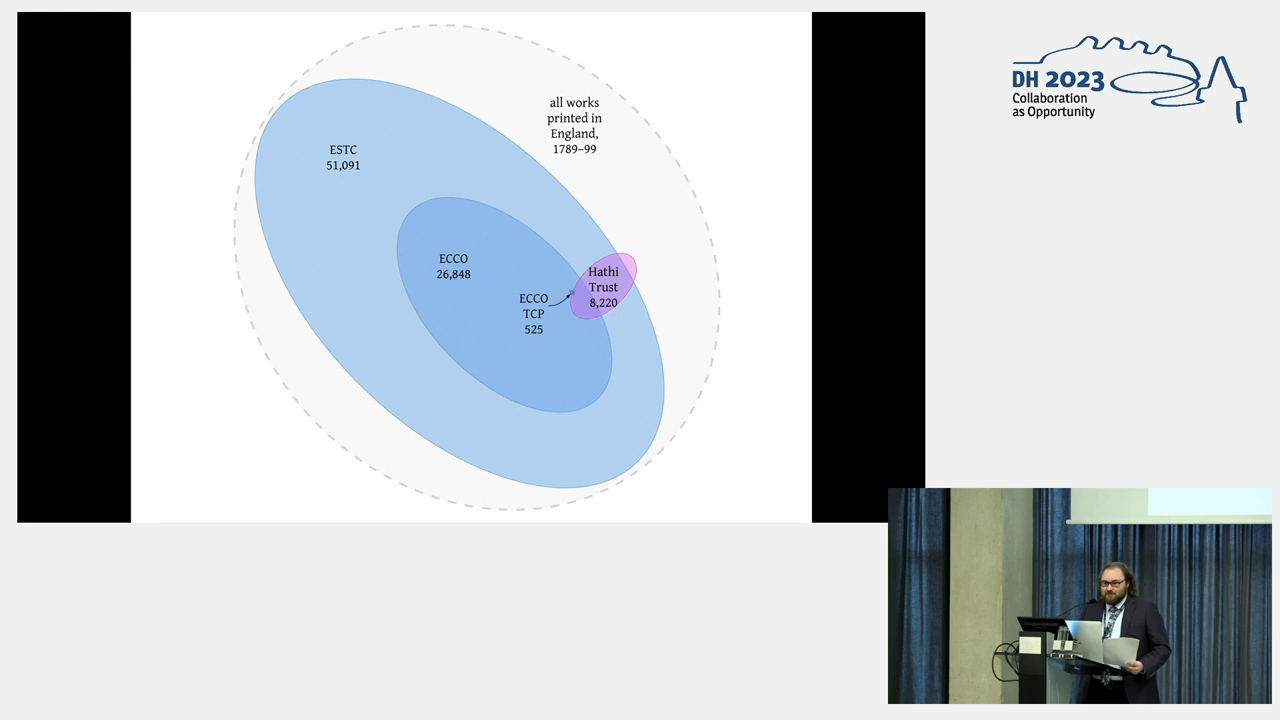 all works
printed in
England,
1789–99
ESTC
51,091
ECCO
26,848
ECCO
TCP
525
Hathi
Trust
8,220
DH 2023
Collaboration
as Opportunity